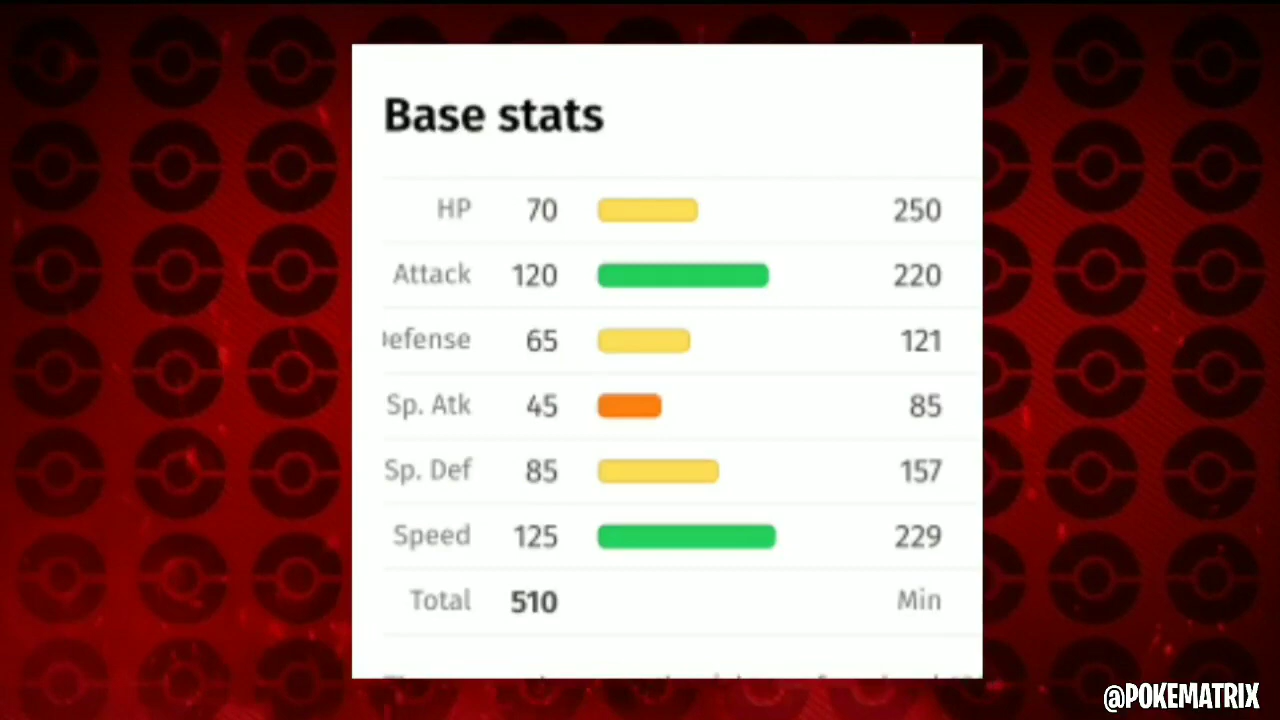 Base stats
HP 70 250
Attack 120 220
efense 65 121
Sp. Atk 45 85
Sp. Def 85 157
Speed 125 229
Total 510 Min
@POKEMATRIX